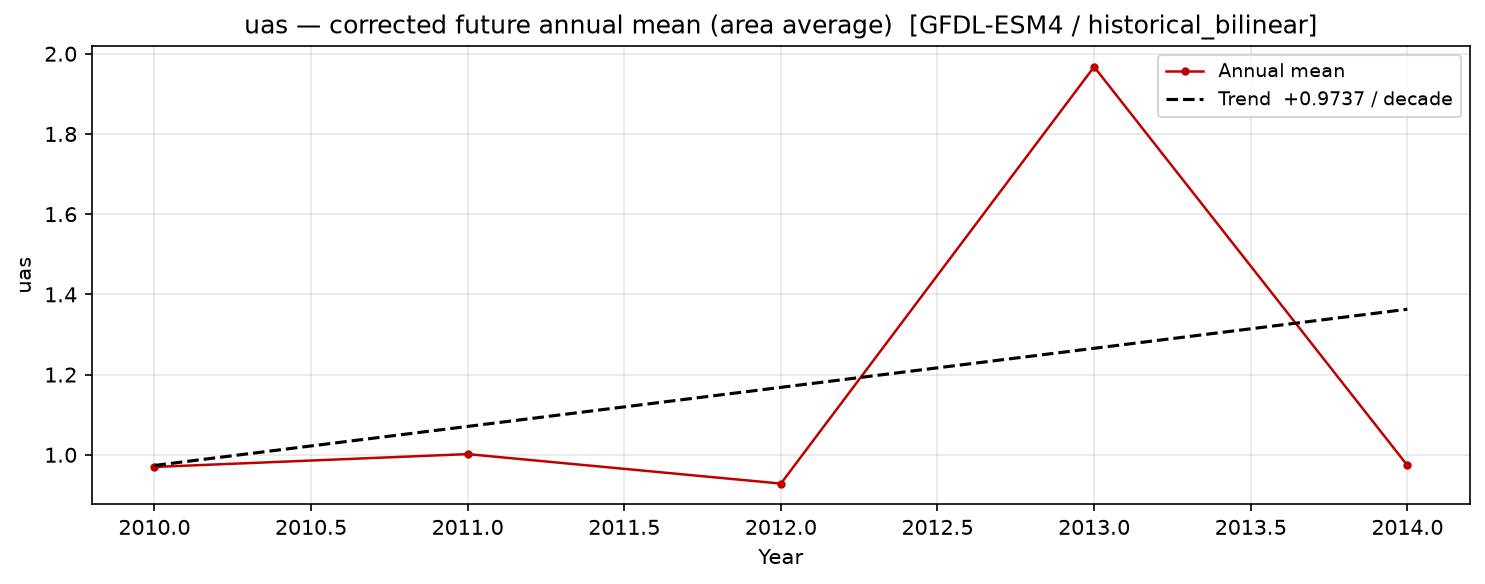 uas — corrected future annual mean (area average)  [GFDL-ESM4 / historical_bilinear]
Annual mean
Trend  +0.9737 / decade
2.0
1.8
1.6
1.4
1.2
1.0
uas
2010.0 2010.5 2011.0 2011.5 2012.0 2012.5 2013.0 2013.5 2014.0
Year